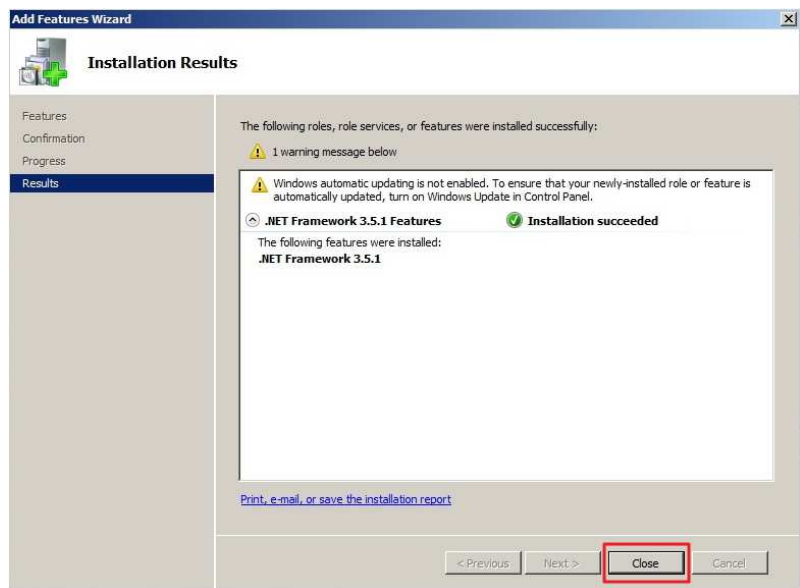 Add Features Wizard
Installation Results
Features
Confirmation
Progress
Results
The following roles, role services, or features were installed successfully:
1 warning message below
Windows automatic updating is not enabled. To ensure that your newly-installed role or feature is
automatically updated, turn on Windows Update in Control Panel.
.NET Framework 3.5.1 Features
Installation succeeded
The following features were installed:
.NET Framework 3.5.1
Print, e-mail, or save the installation report
< Previous
Next >
Close
Cancel